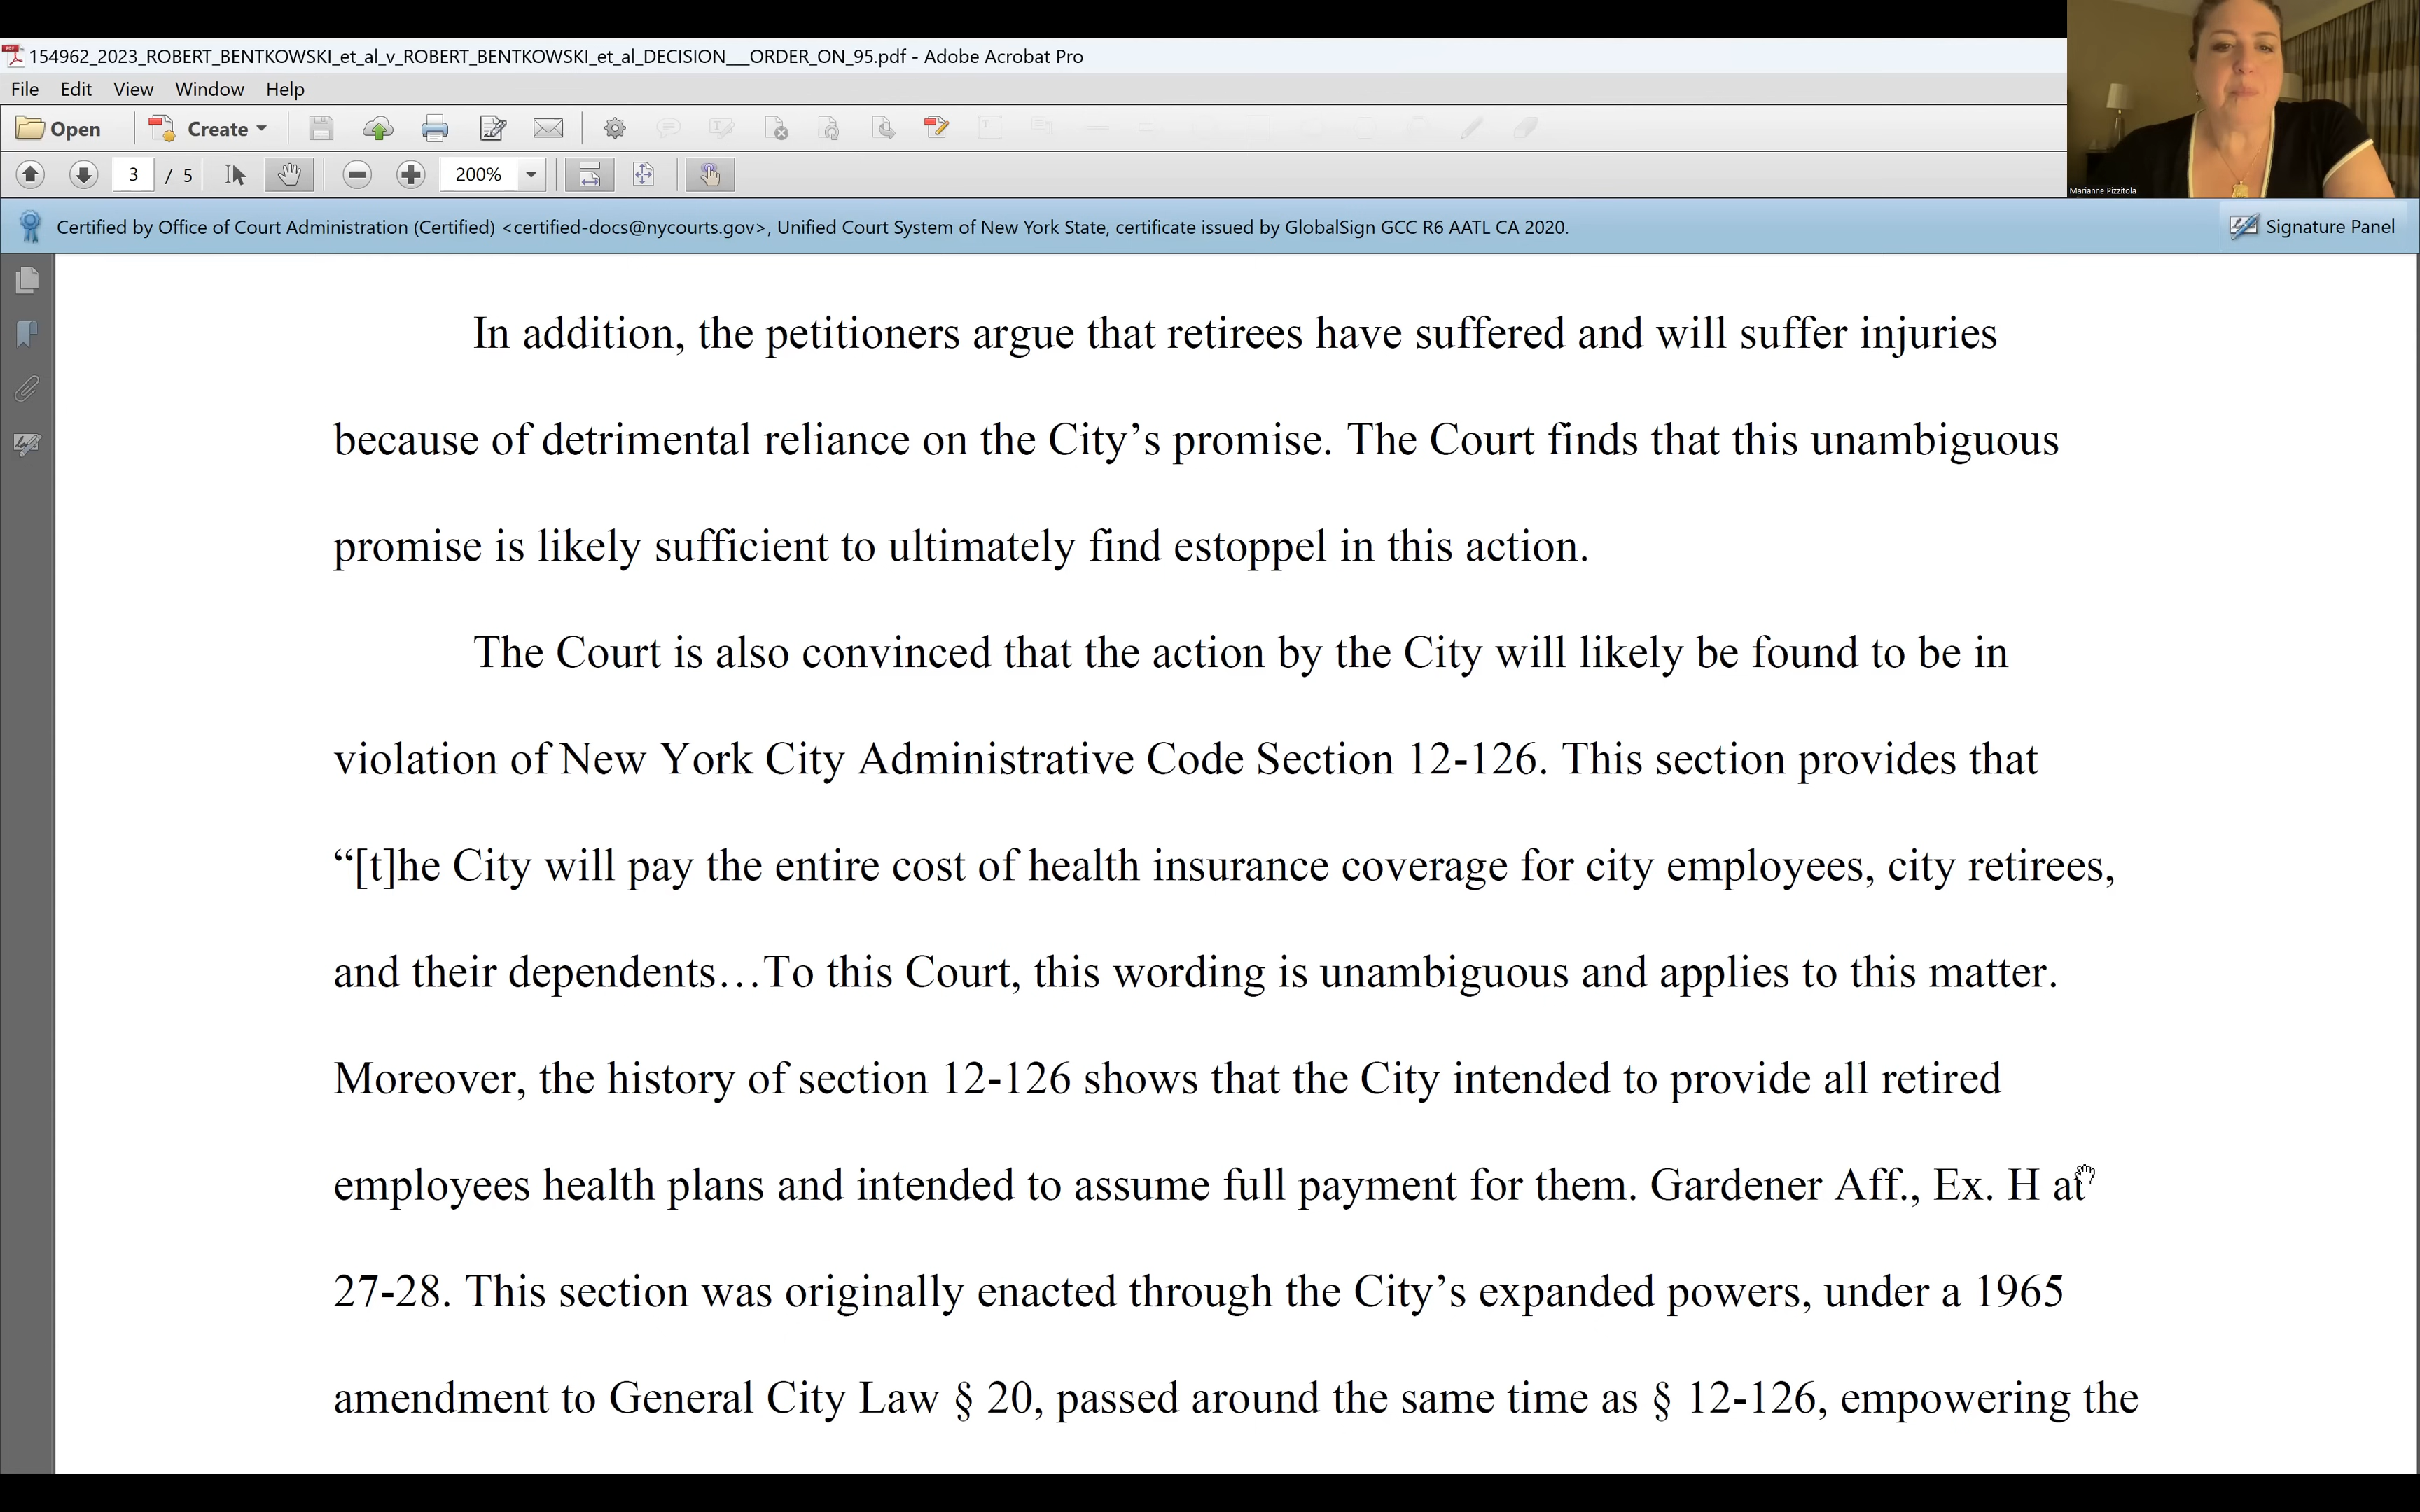 154962_2023_ROBERT_BENTKOWSKI_et_al_v_ROBERT_BENTKOWSKI_et_al_DECISION___ORDER_ON_95.pdf - Adobe Acrobat Pro
File Edit View Window Help
Open Create
3 / 5 200%
Marianne Pizzitola
Certified by Office of Court Administration (Certified) <certified-docs@nycourts.gov>, Unified Court System of New York State, certificate issued by GlobalSign GCC R6 AATL CA 2020. Signature Panel
In addition, the petitioners argue that retirees have suffered and will suffer injuries
because of detrimental reliance on the City’s promise. The Court finds that this unambiguous
promise is likely sufficient to ultimately find estoppel in this action.
The Court is also convinced that the action by the City will likely be found to be in
violation of New York City Administrative Code Section 12-126. This section provides that
“[t]he City will pay the entire cost of health insurance coverage for city employees, city retirees,
and their dependents…To this Court, this wording is unambiguous and applies to this matter.
Moreover, the history of section 12-126 shows that the City intended to provide all retired
employees health plans and intended to assume full payment for them. Gardener Aff., Ex. H at
27-28. This section was originally enacted through the City’s expanded powers, under a 1965
amendment to General City Law § 20, passed around the same time as § 12-126, empowering the